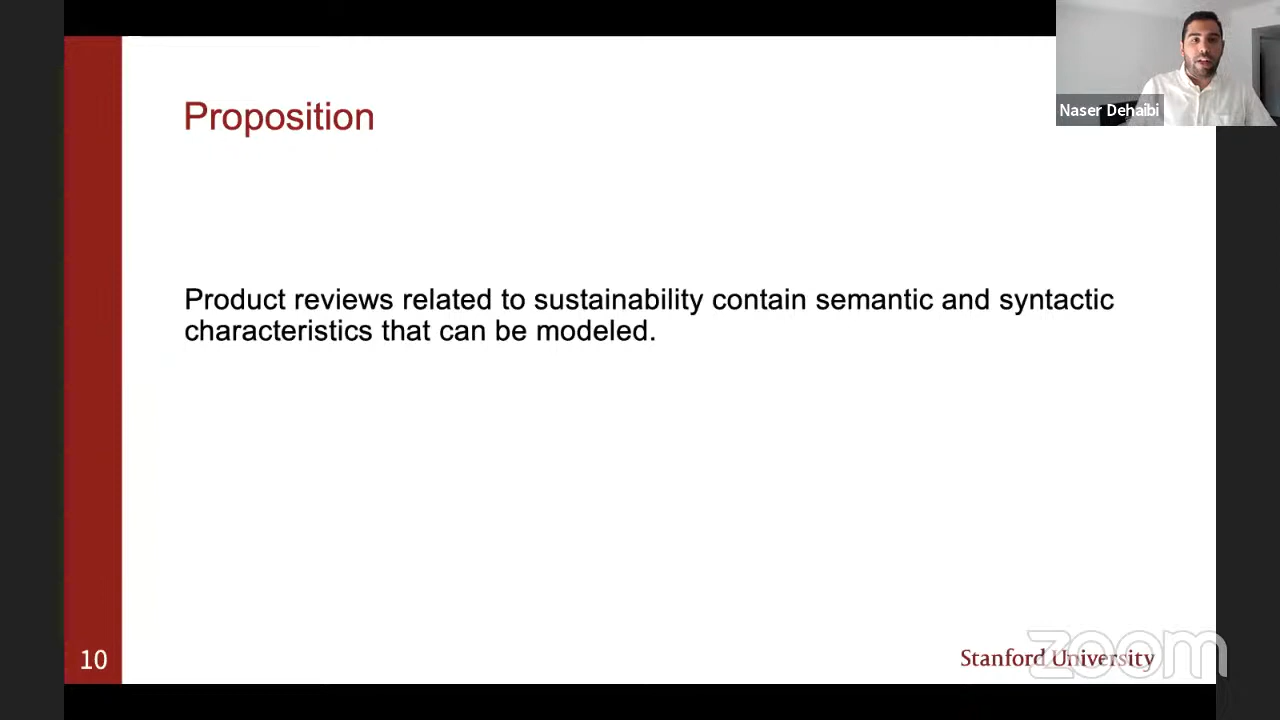 Proposition
Naser Dehaibi
Product reviews related to sustainability contain semantic and syntactic
characteristics that can be modeled.
10
Stanford University
zoom